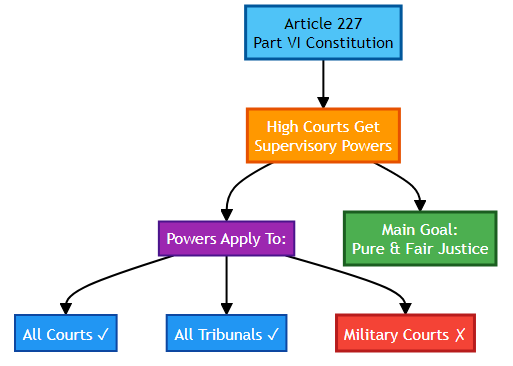 Article 227
Part VI Constitution
High Courts Get
Supervisory Powers
Powers Apply To:
Main Goal:
Pure & Fair Justice
All Courts ✓
All Tribunals ✓
Military Courts ✗